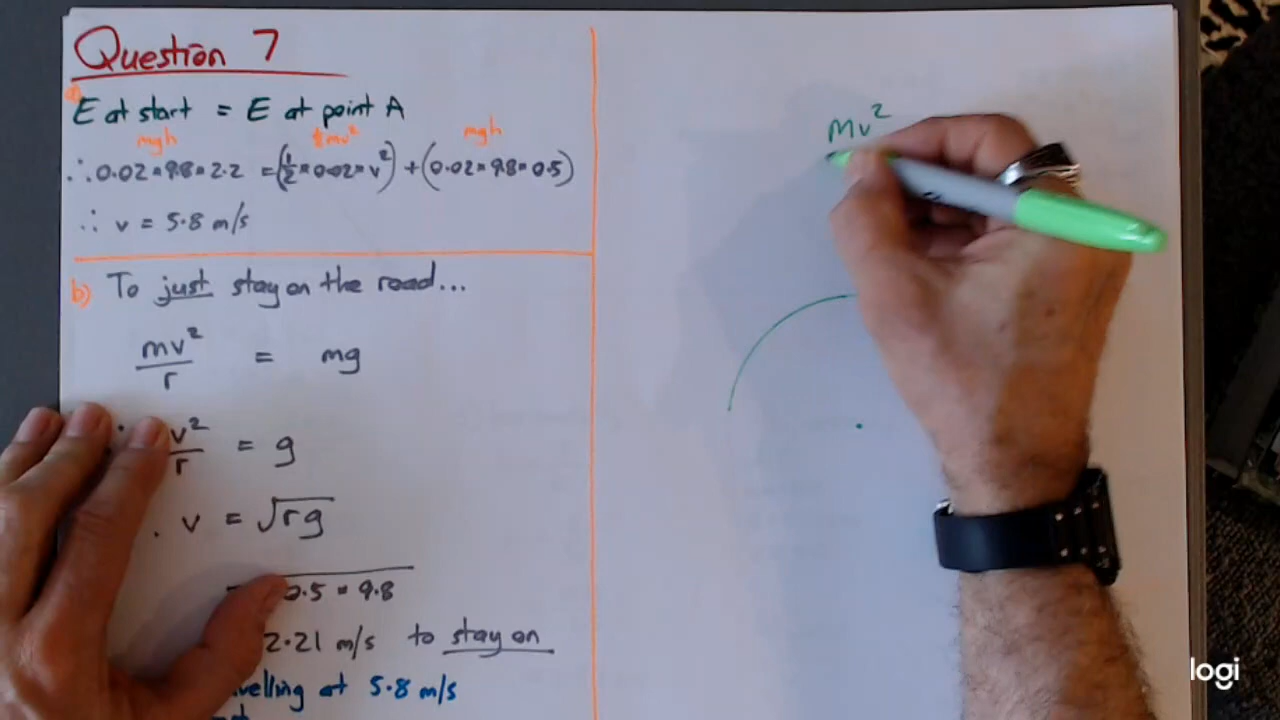 Question 7
a)
E at start = E at point A
mgh ½mv² mgh
∴ 0.02 × 9.8 × 2.2 = (½ × 0.02 × v²) + (0.02 × 9.8 × 0.5)
∴ v = 5.8 m/s
b) To just stay on the road...
mv²/r = mg
v²/r = g
v = √rg
0.5 × 9.8
2.21 m/s to stay on
velling at 5.8 m/s
mv²
logi